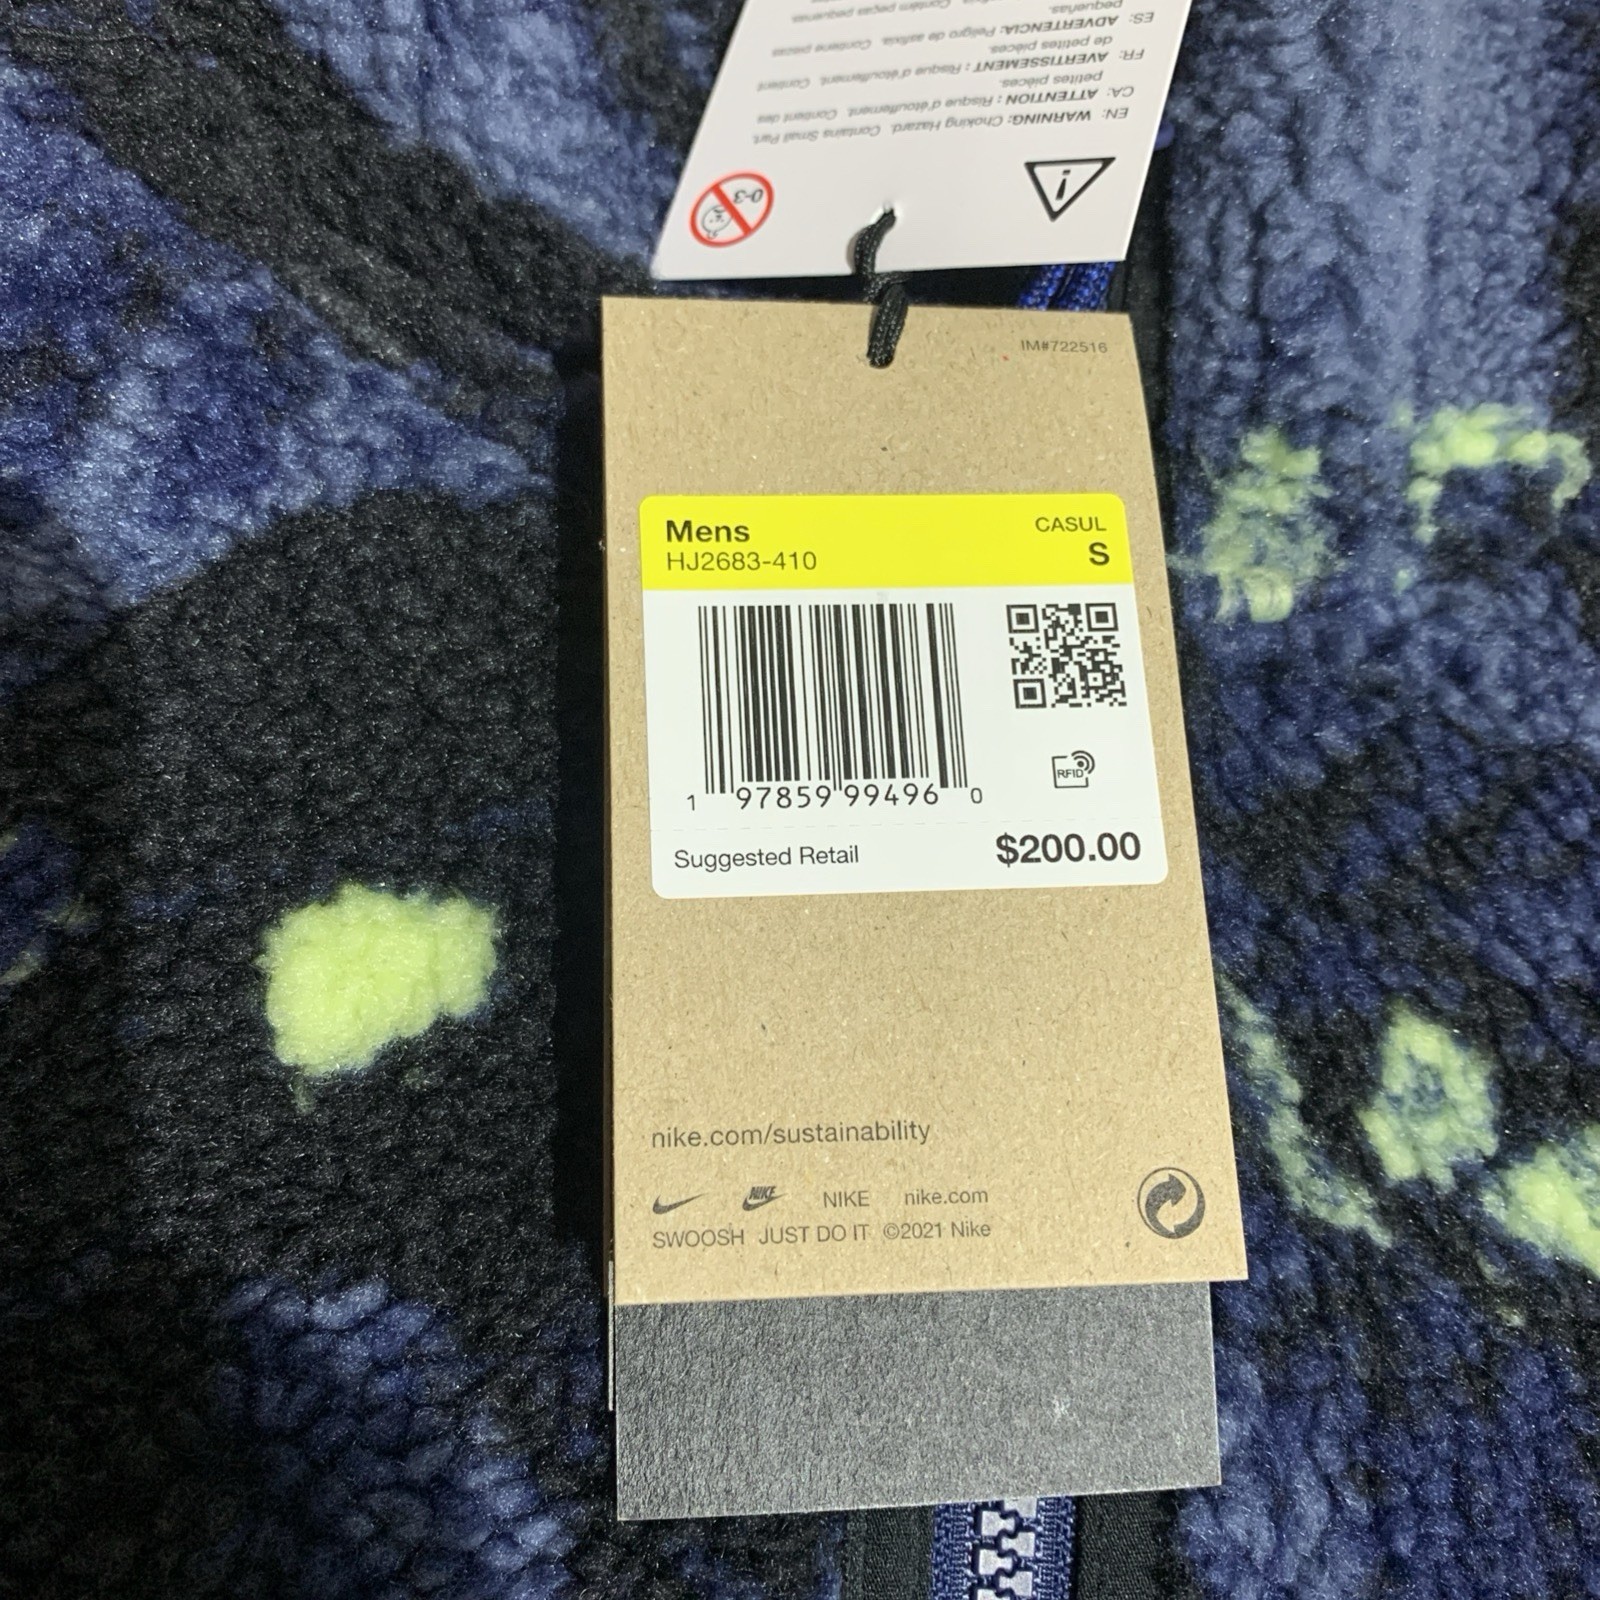 pequeñas.
ES: ADVERTENCIA: Peligro de asfixia. Contiene piezas
de petites pièces.
FR: AVERTISSEMENT : Risque d'étouffement. Contient
petites pièces.
CA: ATTENTION : Risque d'étouffement. Contient des
EN: WARNING: Choking Hazard. Contains Small Part.
0-3
IM#722516
Mens CASUL
HJ2683-410 S
RFID
1 97859 99496 0
Suggested Retail $200.00
nike.com/sustainability
NIKE NIKE nike.com
SWOOSH JUST DO IT ©2021 Nike